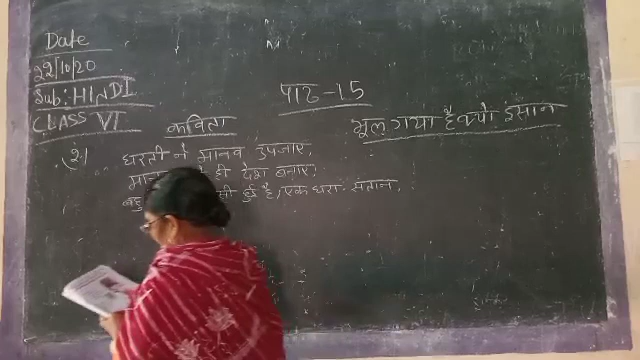 Date
22/10/20
Sub: HINDI
CLASS VI
पाठ-15
कविता
भूल गया है क्यों इंसान
(2) धरती ने मानव उपजाए,
ही देश बनाए।
हुई है, एक धरा-संतान,